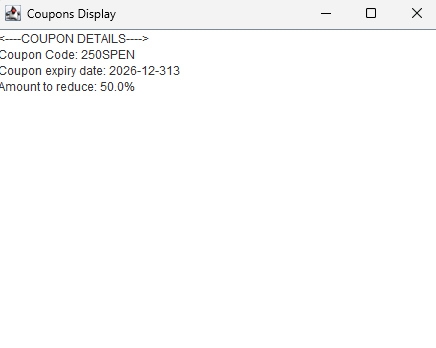 Coupons Display
<----COUPON DETAILS---->
Coupon Code: 250SPEN
Coupon expiry date: 2026-12-313
Amount to reduce: 50.0%